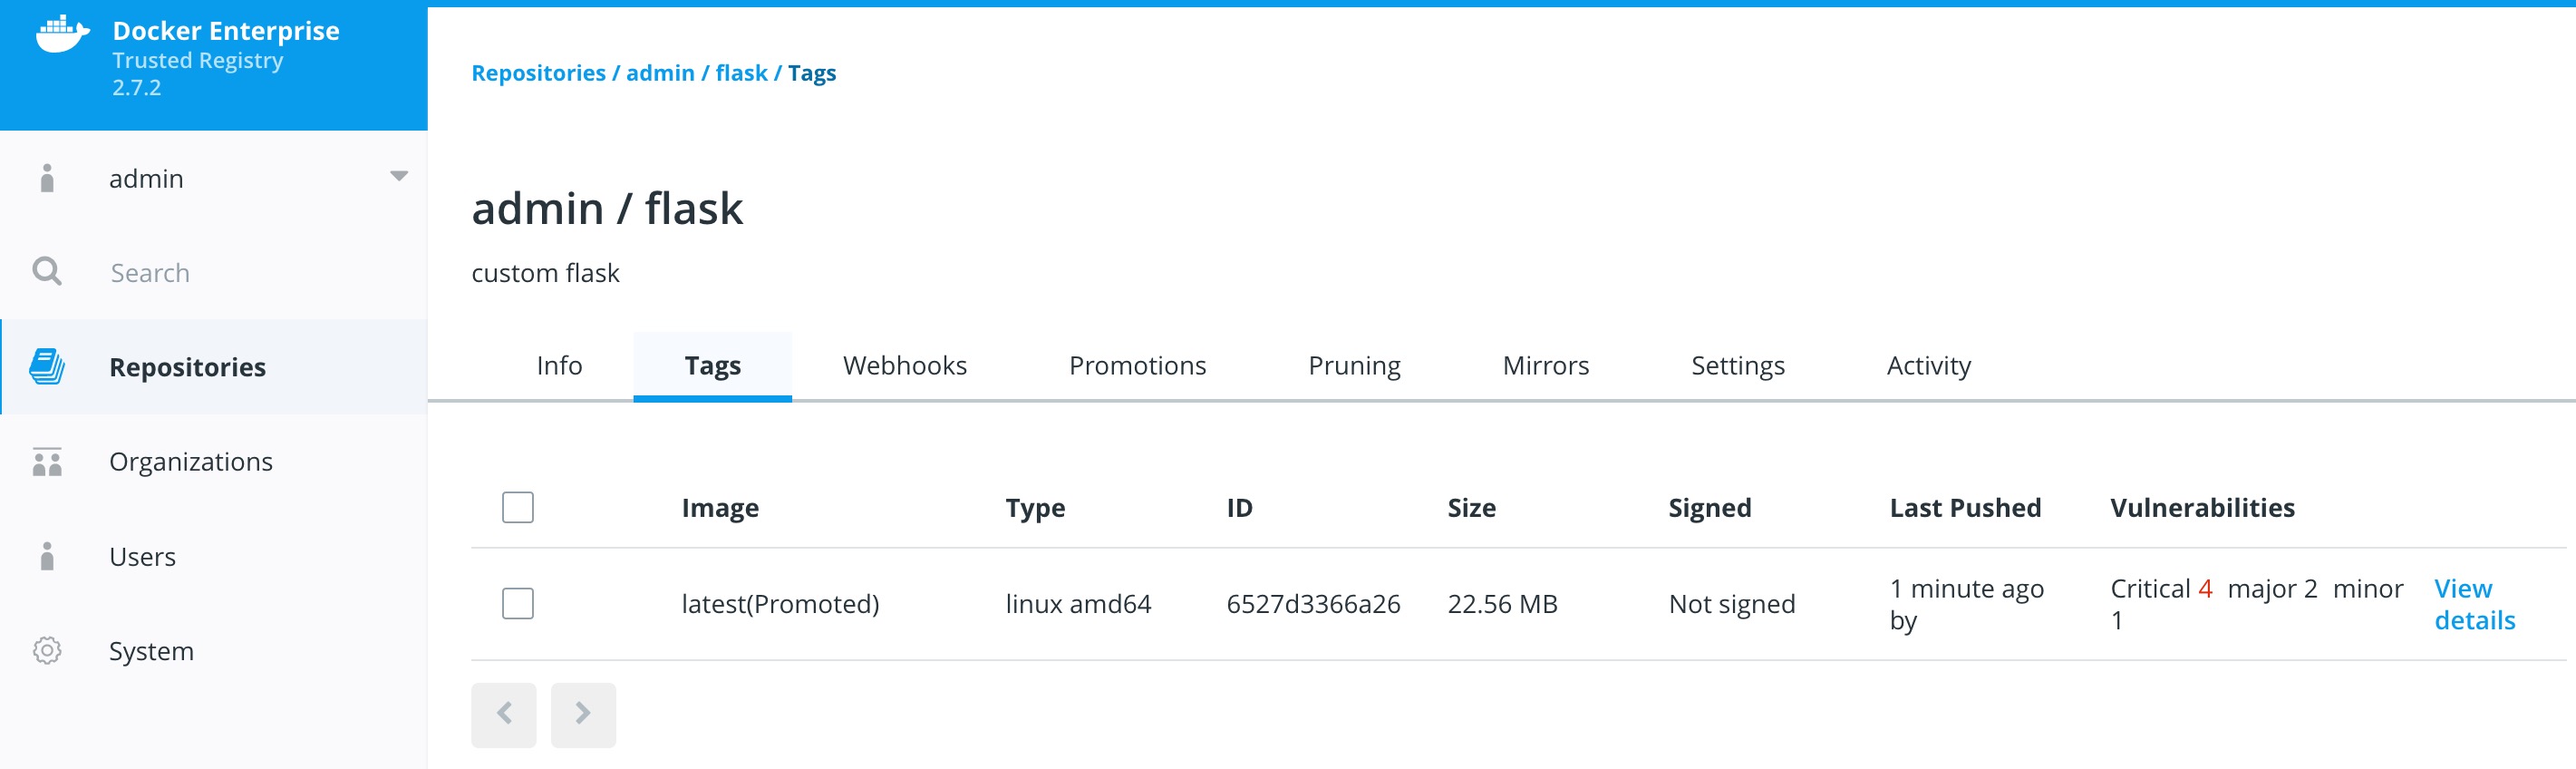 Docker Enterprise
Trusted Registry
2.7.2
admin
Search
Repositories
Organizations
Users
System
Repositories / admin / flask / Tags
admin / flask
custom flask
Info Tags Webhooks Promotions Pruning Mirrors Settings Activity
Image Type ID Size Signed Last Pushed Vulnerabilities
latest(Promoted) linux amd64 6527d3366a26 22.56 MB Not signed 1 minute ago Critical 4 major 2 minor View
by 1 details